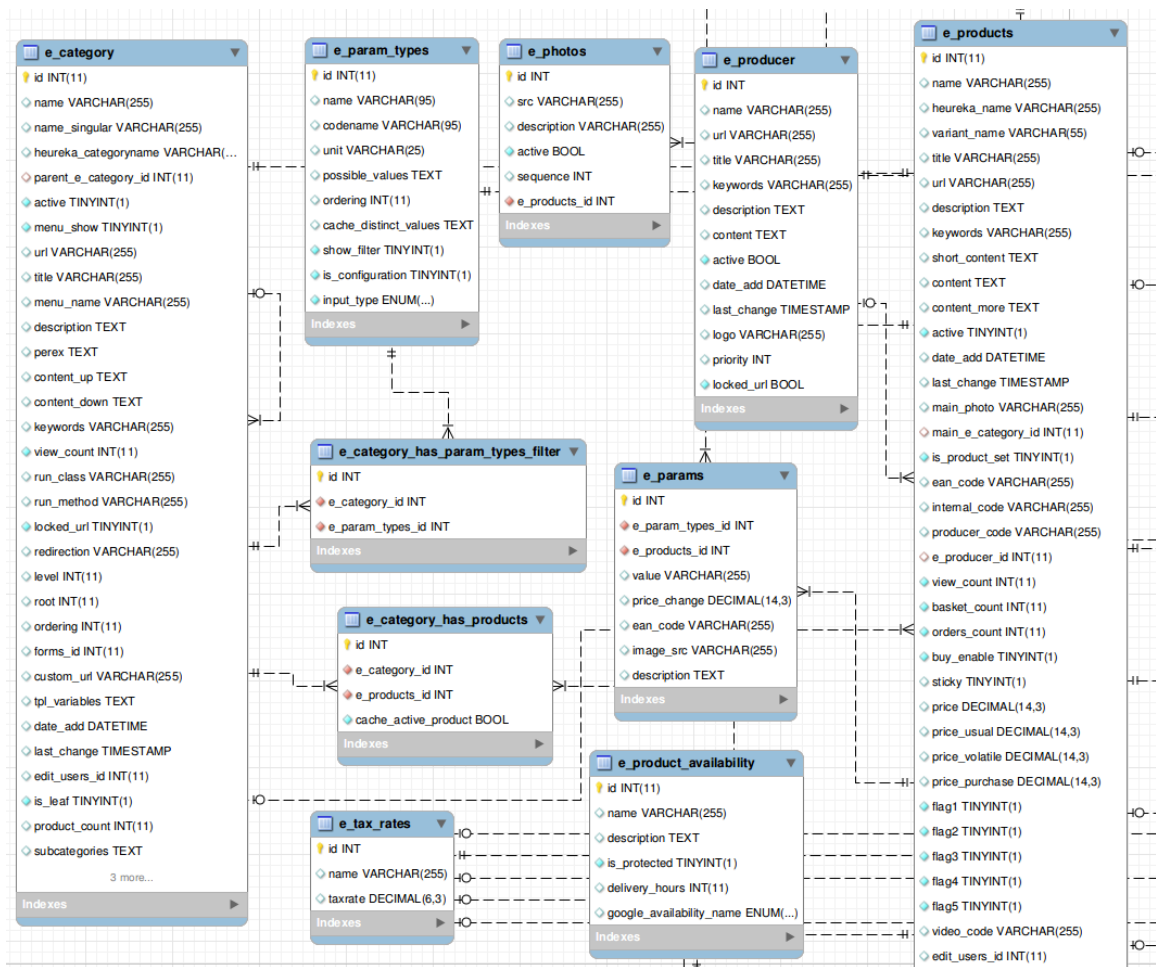 e_category
id INT(11)
name VARCHAR(255)
name_singular VARCHAR(255)
heureka_categoryname VARCHAR(...
parent_e_category_id INT(11)
active TINYINT(1)
menu_show TINYINT(1)
url VARCHAR(255)
title VARCHAR(255)
menu_name VARCHAR(255)
description TEXT
perex TEXT
content_up TEXT
content_down TEXT
keywords VARCHAR(255)
view_count INT(11)
run_class VARCHAR(255)
run_method VARCHAR(255)
locked_url TINYINT(1)
redirection VARCHAR(255)
level INT(11)
root INT(11)
ordering INT(11)
forms_id INT(11)
custom_url VARCHAR(255)
tpl_variables TEXT
date_add DATETIME
last_change TIMESTAMP
edit_users_id INT(11)
is_leaf TINYINT(1)
product_count INT(11)
subcategories TEXT
3 more...
Indexes
e_param_types
id INT(11)
name VARCHAR(95)
codename VARCHAR(95)
unit VARCHAR(25)
possible_values TEXT
ordering INT(11)
cache_distinct_values TEXT
show_filter TINYINT(1)
is_configuration TINYINT(1)
input_type ENUM(...)
Indexes
e_photos
id INT
src VARCHAR(255)
description VARCHAR(255)
active BOOL
sequence INT
e_products_id INT
Indexes
e_producer
id INT
name VARCHAR(255)
url VARCHAR(255)
title VARCHAR(255)
keywords VARCHAR(255)
description TEXT
content TEXT
active BOOL
date_add DATETIME
last_change TIMESTAMP
logo VARCHAR(255)
priority INT
locked_url BOOL
Indexes
e_category_has_param_types_filter
id INT
e_category_id INT
e_param_types_id INT
Indexes
e_params
id INT
e_param_types_id INT
e_products_id INT
value VARCHAR(255)
price_change DECIMAL(14,3)
ean_code VARCHAR(255)
image_src VARCHAR(255)
description TEXT
Indexes
e_category_has_products
id INT
e_category_id INT
e_products_id INT
cache_active_product BOOL
Indexes
e_product_availability
id INT(11)
name VARCHAR(255)
description TEXT
is_protected TINYINT(1)
delivery_hours INT(11)
google_availability_name ENUM(...)
Indexes
e_tax_rates
id INT
name VARCHAR(255)
taxrate DECIMAL(6,3)
Indexes
e_products
id INT(11)
name VARCHAR(255)
heureka_name VARCHAR(255)
variant_name VARCHAR(55)
title VARCHAR(255)
url VARCHAR(255)
description TEXT
keywords VARCHAR(255)
short_content TEXT
content TEXT
content_more TEXT
active TINYINT(1)
date_add DATETIME
last_change TIMESTAMP
main_photo VARCHAR(255)
main_e_category_id INT(11)
is_product_set TINYINT(1)
ean_code VARCHAR(255)
internal_code VARCHAR(255)
producer_code VARCHAR(255)
e_producer_id INT(11)
view_count INT(11)
basket_count INT(11)
orders_count INT(11)
buy_enable TINYINT(1)
sticky TINYINT(1)
price DECIMAL(14,3)
price_usual DECIMAL(14,3)
price_volatile DECIMAL(14,3)
price_purchase DECIMAL(14,3)
flag1 TINYINT(1)
flag2 TINYINT(1)
flag3 TINYINT(1)
flag4 TINYINT(1)
flag5 TINYINT(1)
video_code VARCHAR(255)
edit_users_id INT(11)